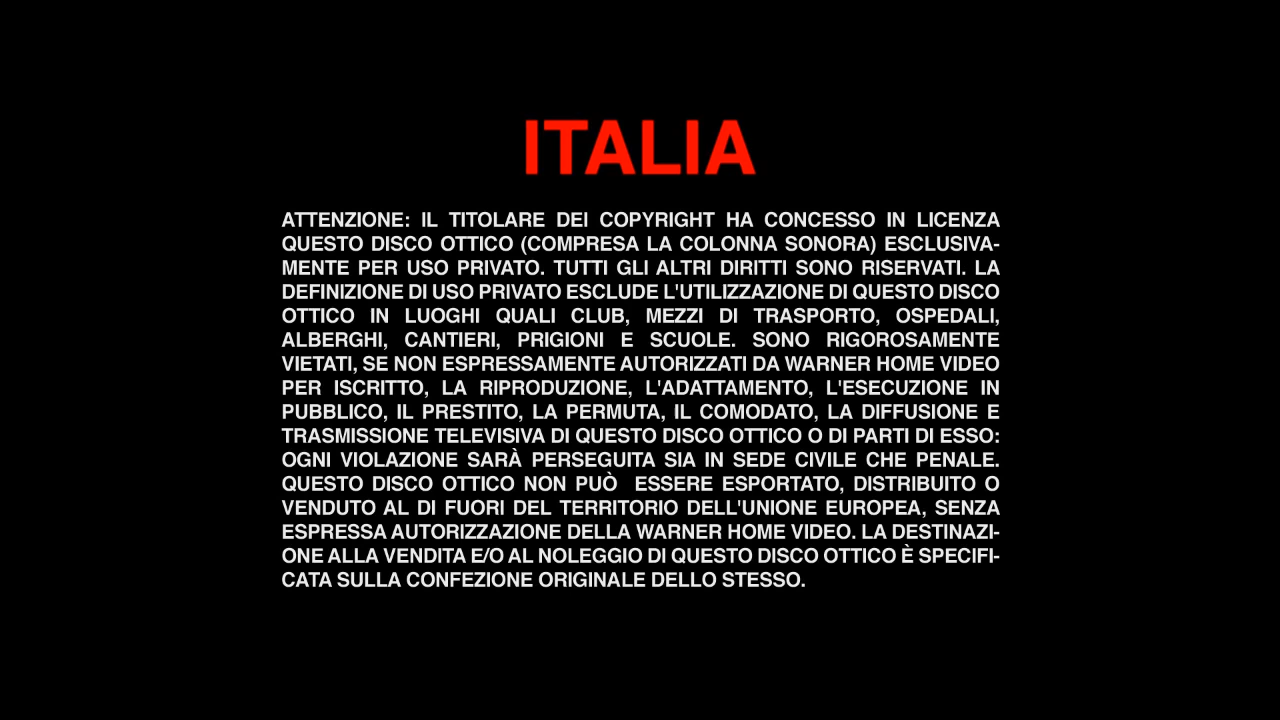 ITALIA
ATTENZIONE: IL TITOLARE DEI COPYRIGHT HA CONCESSO IN LICENZA
QUESTO DISCO OTTICO (COMPRESA LA COLONNA SONORA) ESCLUSIVA-
MENTE PER USO PRIVATO. TUTTI GLI ALTRI DIRITTI SONO RISERVATI. LA
DEFINIZIONE DI USO PRIVATO ESCLUDE L'UTILIZZAZIONE DI QUESTO DISCO
OTTICO IN LUOGHI QUALI CLUB, MEZZI DI TRASPORTO, OSPEDALI,
ALBERGHI, CANTIERI, PRIGIONI E SCUOLE. SONO RIGOROSAMENTE
VIETATI, SE NON ESPRESSAMENTE AUTORIZZATI DA WARNER HOME VIDEO
PER ISCRITTO, LA RIPRODUZIONE, L'ADATTAMENTO, L'ESECUZIONE IN
PUBBLICO, IL PRESTITO, LA PERMUTA, IL COMODATO, LA DIFFUSIONE E
TRASMISSIONE TELEVISIVA DI QUESTO DISCO OTTICO O DI PARTI DI ESSO:
OGNI VIOLAZIONE SARÀ PERSEGUITA SIA IN SEDE CIVILE CHE PENALE.
QUESTO DISCO OTTICO NON PUÒ ESSERE ESPORTATO, DISTRIBUITO O
VENDUTO AL DI FUORI DEL TERRITORIO DELL'UNIONE EUROPEA, SENZA
ESPRESSA AUTORIZZAZIONE DELLA WARNER HOME VIDEO. LA DESTINAZI-
ONE ALLA VENDITA E/O AL NOLEGGIO DI QUESTO DISCO OTTICO È SPECIFI-
CATA SULLA CONFEZIONE ORIGINALE DELLO STESSO.